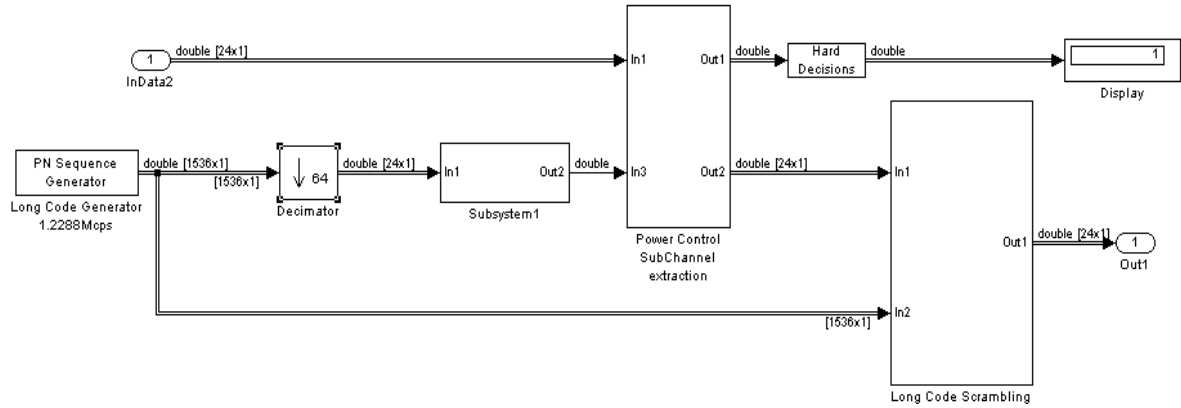 1
InData2
double [24x1]
In1
Out1
double
Hard
Decisions
double
1
Display
PN Sequence
Generator
Long Code Generator
1.2288Mcps
double [1536x1]
[1536x1]
64
Decimator
double [24x1]
In1
Out2
Subsystem1
double
In3
Out2
Power Control
SubChannel
extraction
double [24x1]
In1
In2
[1536x1]
Out1
Long Code Scrambling
double [24x1]
1
Out1